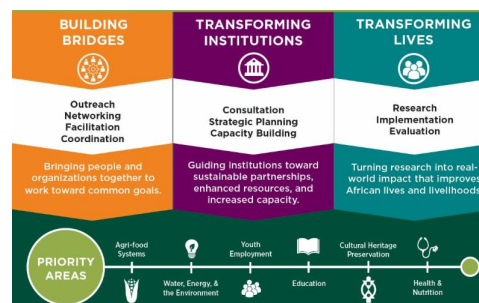 BUILDING
BRIDGES
Outreach
Networking
Facilitation
Coordination
Bringing people and
organizations together to
work toward common goals.
TRANSFORMING
INSTITUTIONS
Consultation
Strategic Planning
Capacity Building
Guiding institutions toward
sustainable partnerships,
enhanced resources, and
increased capacity.
TRANSFORMING
LIVES
Research
Implementation
Evaluation
Turning research into real-
world impact that improves
African lives and livelihoods.
PRIORITY
AREAS
Agri-food
Systems
Water, Energy, &
the Environment
Youth
Employment
Education
Cultural Heritage
Preservation
Health &
Nutrition